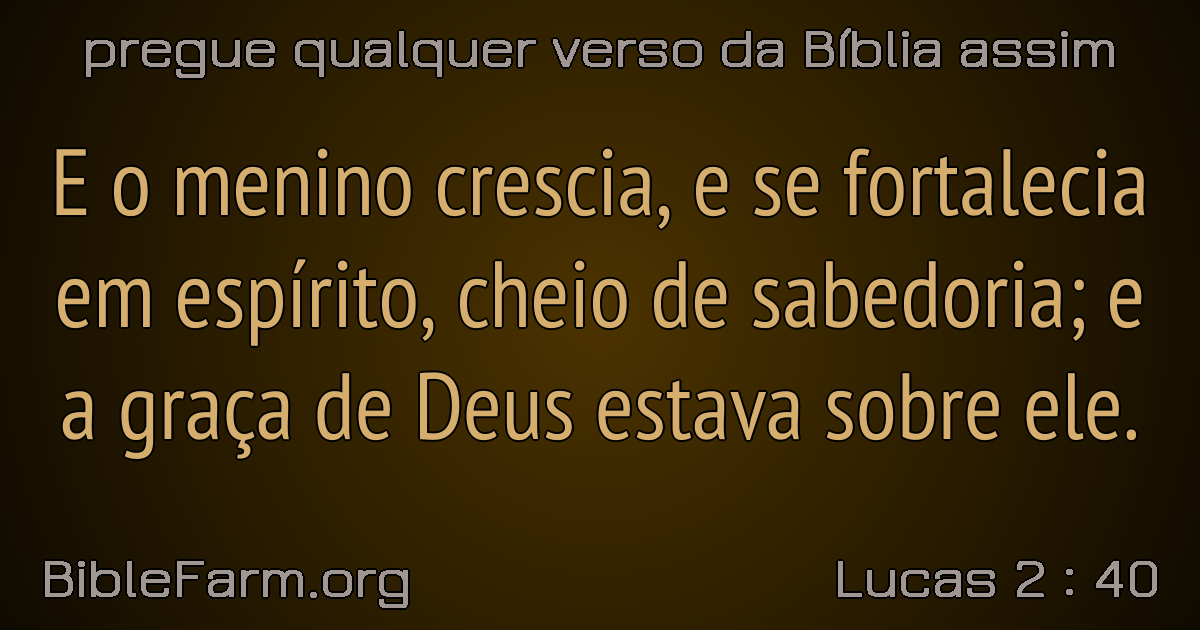 pregue qualquer verso da Bíblia assim
E o menino crescia, e se fortalecia
em espírito, cheio de sabedoria; e
a graça de Deus estava sobre ele.
BibleFarm.org
Lucas 2 : 40